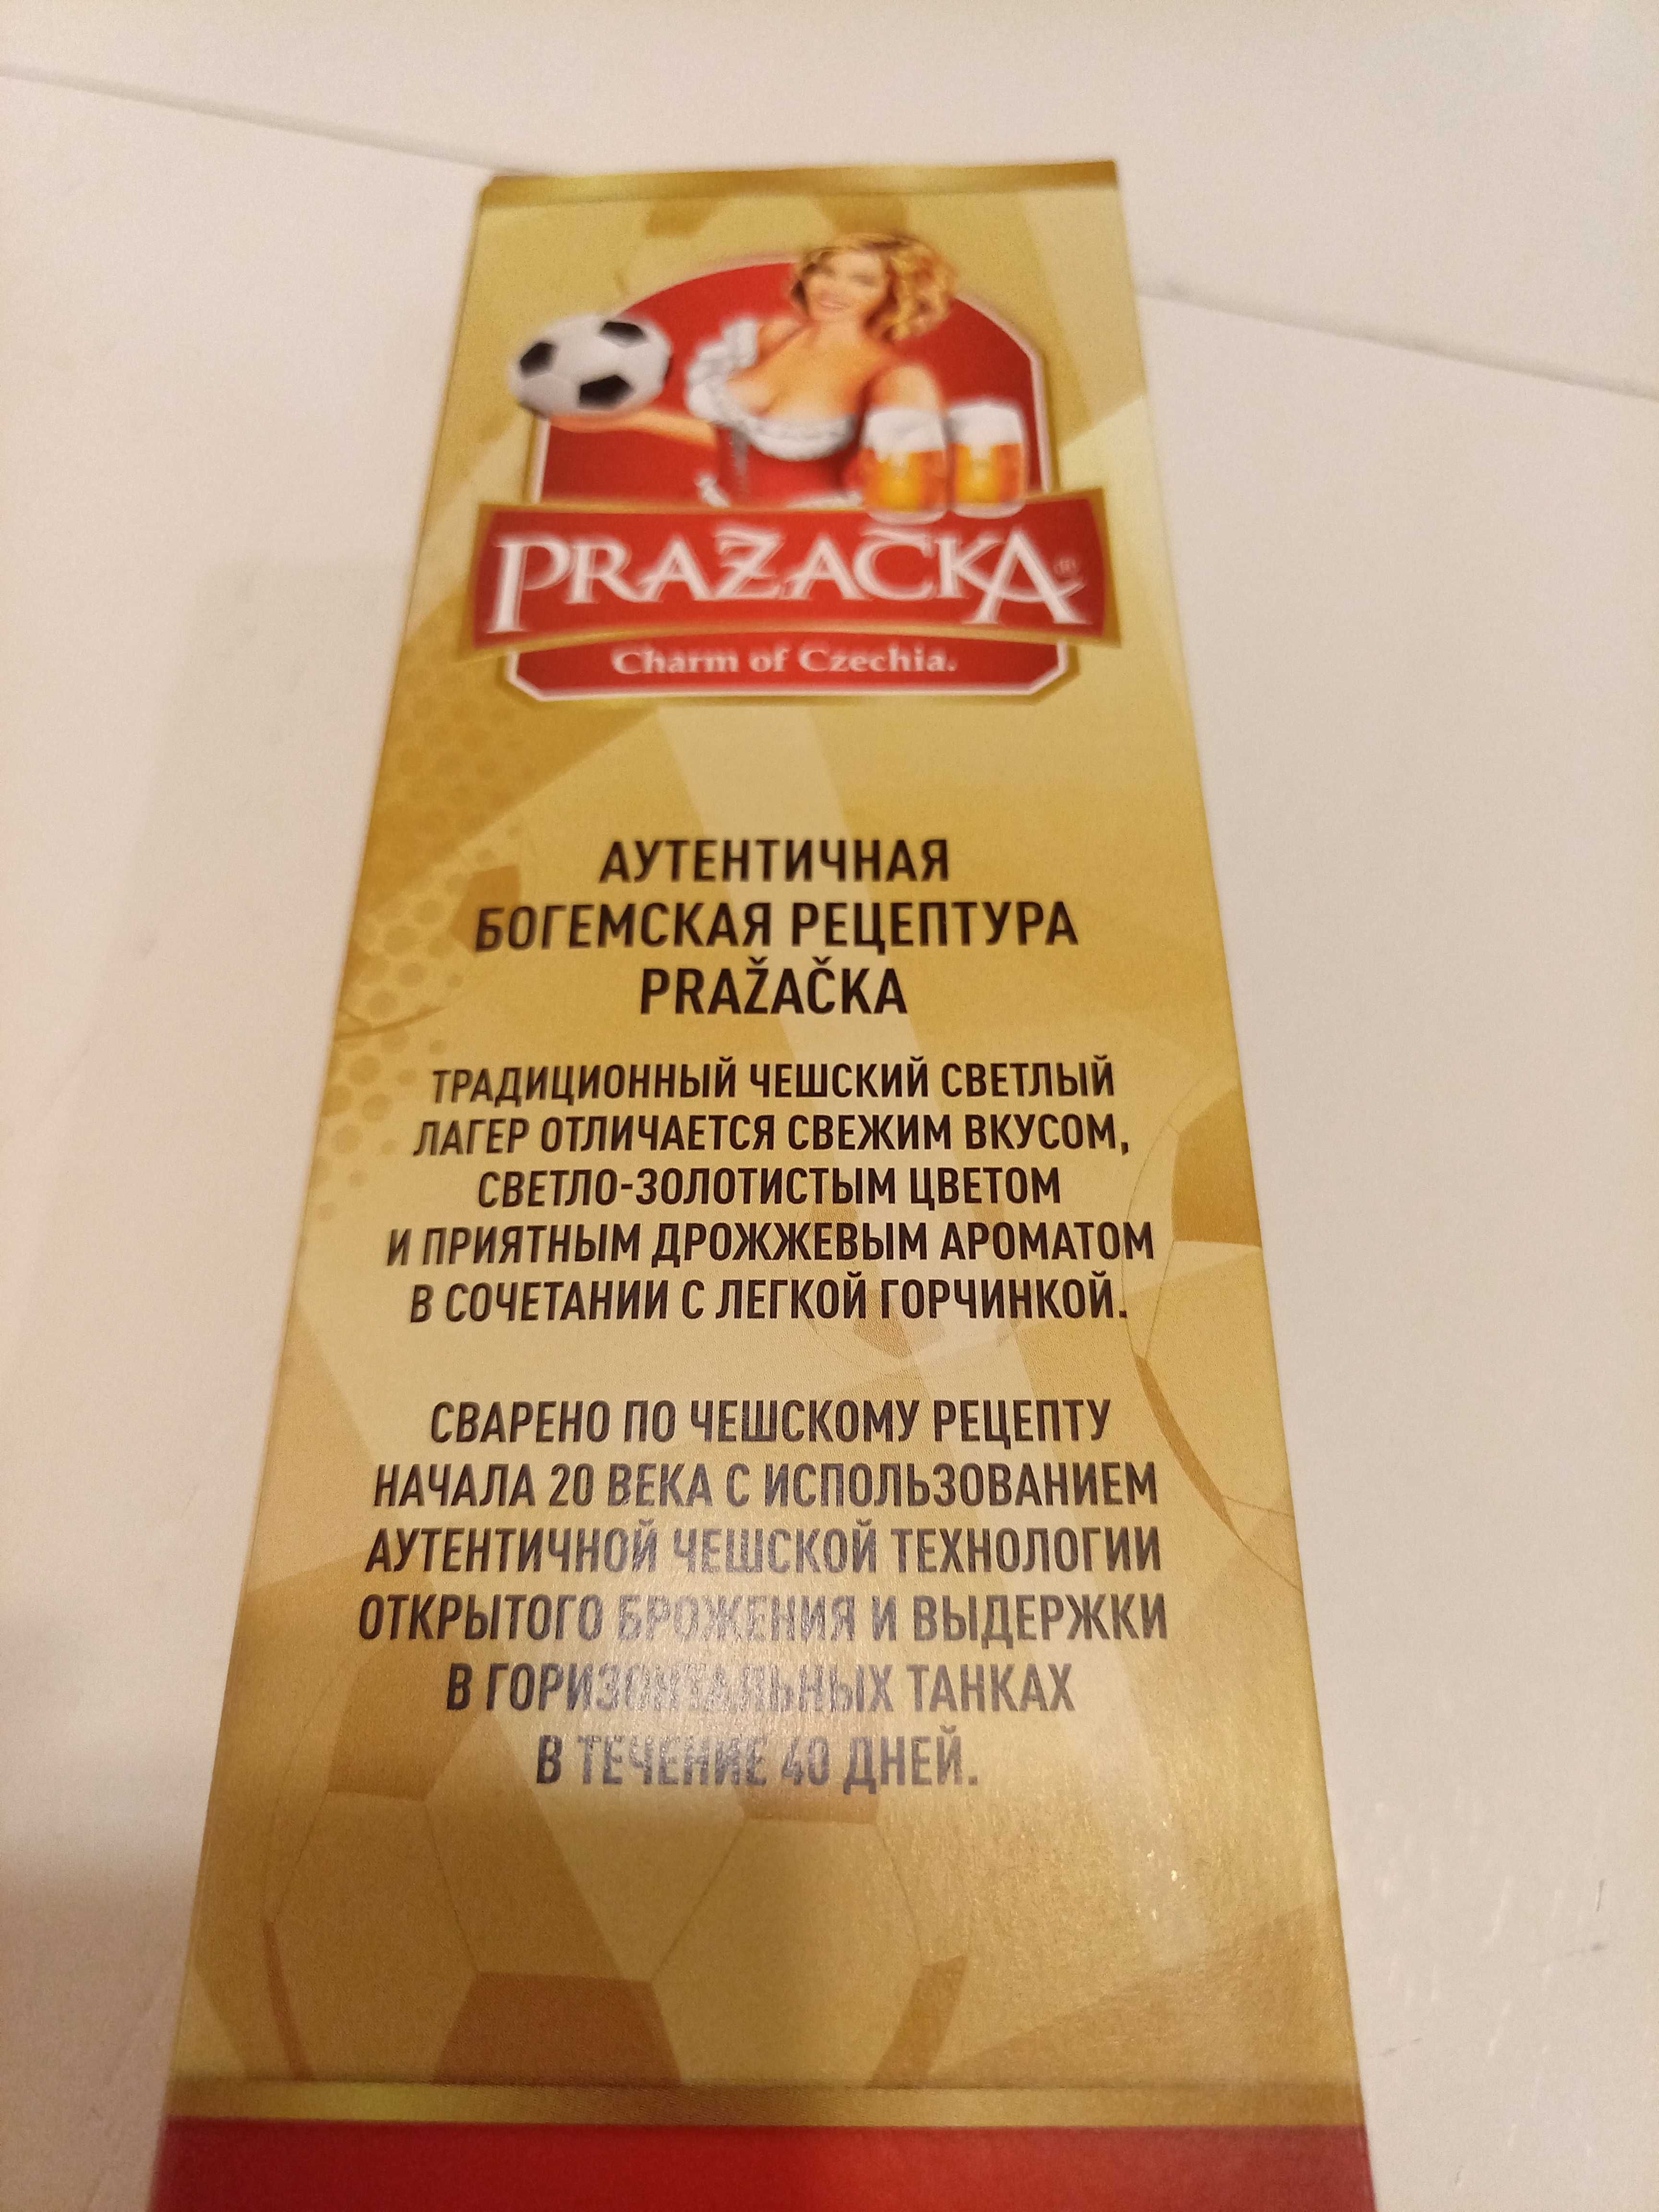 PRAŽAČKA®
Charm of Czechia.
АУТЕНТИЧНАЯ
БОГЕМСКАЯ РЕЦЕПТУРА
PRAŽAČKA
ТРАДИЦИОННЫЙ ЧЕШСКИЙ СВЕТЛЫЙ
ЛАГЕР ОТЛИЧАЕТСЯ СВЕЖИМ ВКУСОМ,
СВЕТЛО-ЗОЛОТИСТЫМ ЦВЕТОМ
И ПРИЯТНЫМ ДРОЖЖЕВЫМ АРОМАТОМ
В СОЧЕТАНИИ С ЛЕГКОЙ ГОРЧИНКОЙ.
СВАРЕНО ПО ЧЕШСКОМУ РЕЦЕПТУ
НАЧАЛА 20 ВЕКА С ИСПОЛЬЗОВАНИЕМ
АУТЕНТИЧНОЙ ЧЕШСКОЙ ТЕХНОЛОГИИ
ОТКРЫТОГО БРОЖЕНИЯ И ВЫДЕРЖКИ
В ГОРИЗОНТАЛЬНЫХ ТАНКАХ
В ТЕЧЕНИЕ 40 ДНЕЙ.